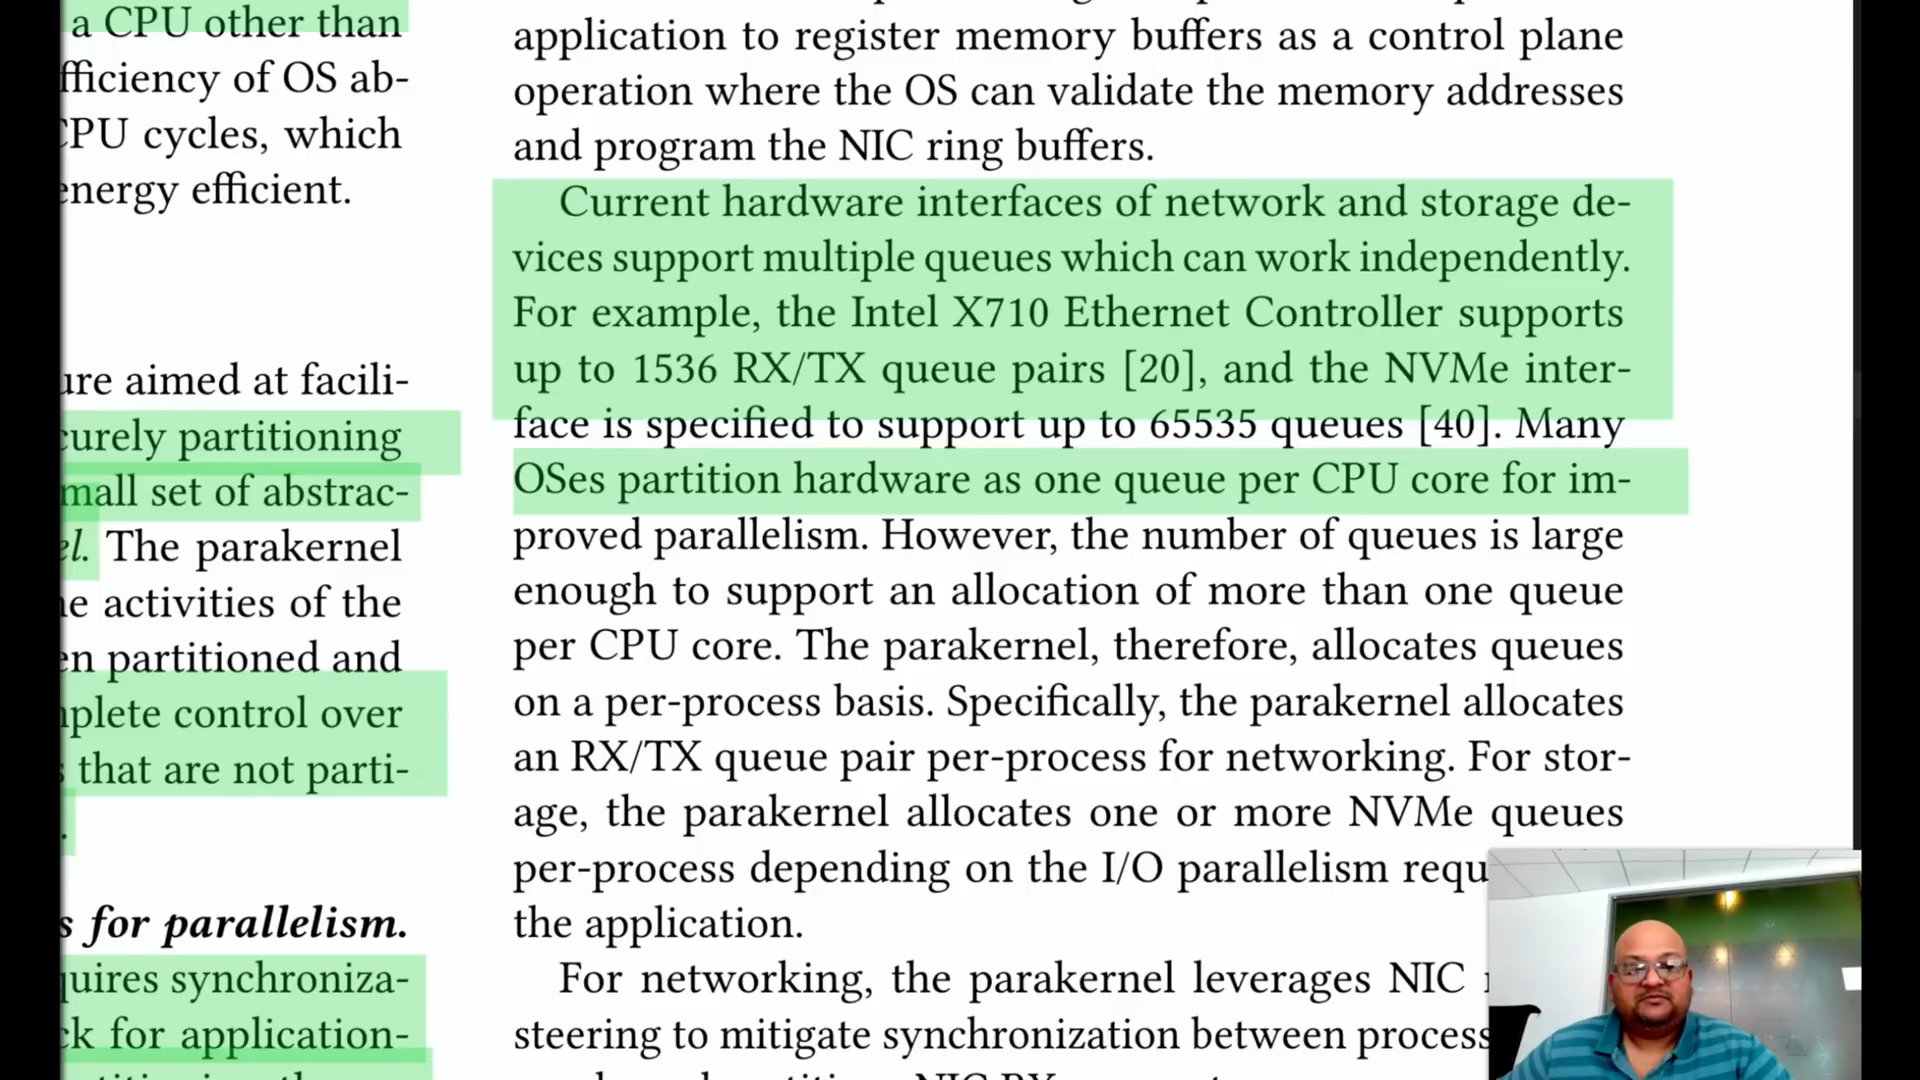 a CPU other than
fficiency of OS ab-
CPU cycles, which
energy efficient.
ure aimed at facili-
curely partitioning
mall set of abstrac-
el. The parakernel
he activities of the
en partitioned and
mplete control over
s that are not parti-
.
s for parallelism.
quires synchroniza-
ck for application-
application to register memory buffers as a control plane
operation where the OS can validate the memory addresses
and program the NIC ring buffers.
Current hardware interfaces of network and storage de-
vices support multiple queues which can work independently.
For example, the Intel X710 Ethernet Controller supports
up to 1536 RX/TX queue pairs [20], and the NVMe inter-
face is specified to support up to 65535 queues [40]. Many
OSes partition hardware as one queue per CPU core for im-
proved parallelism. However, the number of queues is large
enough to support an allocation of more than one queue
per CPU core. The parakernel, therefore, allocates queues
on a per-process basis. Specifically, the parakernel allocates
an RX/TX queue pair per-process for networking. For stor-
age, the parakernel allocates one or more NVMe queues
per-process depending on the I/O parallelism requ
the application.
For networking, the parakernel leverages NIC
steering to mitigate synchronization between process